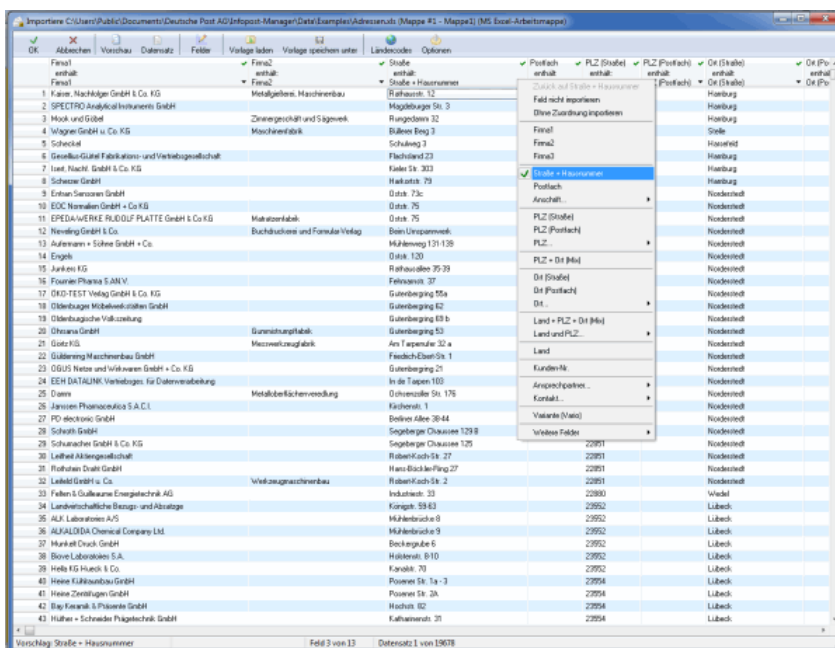 Importiere C:\Users\Public\Documents\Deutsche Post AG\Infopost-Manager\Data\Examples\Adressen.xls (Mappe #1 - Mappe1) (MS Excel-Arbeitsmappe)
OK Abbrechen Vorschau Datensatz Felder Vorlage laden Vorlage speichern unter Ländercodes Optionen
Firma1 Firma2 Straße Postfach PLZ (Straße) PLZ (Postfach) Ort (Straße)
enthält: enthält: enthält: enthält: enthält: enthält: enthält:
Firma1 Firma2 Straße + Hausnummer (Postfach) Ort (Straße)
1 Kaiser, Nachfolger GmbH & Co. KG Metallgießerei, Maschinenbau Rathausstr. 12 Hamburg
2 SPECTRO Analytical Instruments GmbH Magdeburger Str. 3 Hamburg
3 Mook und Göbel Zimmergeschäft und Sägewerk Rungedamm 32 Hamburg
4 Wagner GmbH u. Co. KG Maschinenfabrik Büllerer Berg 3 Stelle
5 Scheckel Schulweg 3 Hamburg
6 Gesellius-Gürtel Fabrikations- und Vertriebsgesellschaft Flachsland 23 Hamburg
7 Isert, Nachf. GmbH & Co. KG Kieler Str. 303 Hamburg
8 Scherzer GmbH Harkortstr. 79 Hamburg
9 Entran Sensoren GmbH Oststr. 73c Norderstedt
10 EOC Normalien GmbH + Co KG Oststr. 75 Norderstedt
11 EPEDA-WERKE RUDOLF PLATTE GmbH & Co KG Matratzenfabrik Oststr. 75 Norderstedt
12 Neveling GmbH & Co. Buchdruckerei und Formular-Verlag Beim Umspannwerk Norderstedt
13 Aufermann + Söhne GmbH + Co. Mühlenweg 131-139 Norderstedt
14 Engels Oststr. 120 Norderstedt
15 Junkers KG Rathausallee 35-39 Norderstedt
16 Fournier Pharma S.A.N.V. Fehmarnstr. 37 Norderstedt
17 ÖKO-TEST Verlag GmbH & Co. KG Gutenbergring 55a Norderstedt
18 Oldenburger Möbelwerkstätten GmbH Gutenbergring 62 Norderstedt
19 Oldenburgische Volkszeitung Gutenbergring 69 b Norderstedt
20 Ohrsana GmbH Gummistrumpffabrik Gutenbergring 53 Norderstedt
21 Görtz KG. Messwerkzeugfabrik Am Tarpenufer 32 a Norderstedt
22 Güldenring Maschinenbau GmbH Friedrich-Ebert-Str. 1 Norderstedt
23 OGUS Netze und Wirkwaren GmbH + Co. KG Gutenbergring 21 Norderstedt
24 EEH DATALINK Vertriebsges. für Datenverarbeitung In de Tarpen 103 Norderstedt
25 Damm Metalloberflächenveredlung Ochsenzoller Str. 176 Norderstedt
26 Janssen Pharmaceutica S.A.C.I. Kirchenstr. 1 Norderstedt
27 PD electronic GmbH Berliner Allee 38-44 Norderstedt
28 Schroth GmbH Segeberger Chaussee 129 B Norderstedt
29 Schumacher GmbH & Co. KG Segeberger Chaussee 125 22851 Norderstedt
30 Leitheit Aktiengesellschaft Robert-Koch-Str. 27 22851 Norderstedt
31 Rothstein Draht GmbH Hans-Böckler-Ring 27 22851 Norderstedt
32 Leifeld GmbH u. Co. Werkzeugmaschinenbau Robert-Koch-Str. 2 22851 Norderstedt
33 Felten & Guilleaume Energietechnik AG Industriestr. 33 22880 Wedel
34 Landwirtschaftliche Bezugs- und Absatzge Königstr. 59-63 23552 Lübeck
35 ALK Laboratories A/S Mühlenbrücke 8 23552 Lübeck
36 ALKALOIDA Chemical Company Ltd. Mühlenbrücke 9 23552 Lübeck
37 Munkelt Druck GmbH Beckergrube 6 23552 Lübeck
38 Biove Laboratoires S.A. Holstenstr. 8-10 23552 Lübeck
39 Hella KG Hueck & Co. Kanalstr. 70 23552 Lübeck
40 Heine Kühlraumbau GmbH Posener Str. 1a - 3 23554 Lübeck
41 Heine Zentrifugen GmbH Posener Str. 2A 23554 Lübeck
42 Bay Keramik & Präsente GmbH Hochstr. 82 23554 Lübeck
43 Hüther + Schneider Prägetechnik GmbH Katharinenstr. 31 23554 Lübeck
Zurück auf Straße + Hausnummer
Feld nicht importieren
Ohne Zuordnung importieren
Firma1
Firma2
Firma3
Straße + Hausnummer
Postfach
Anschrift...
PLZ (Straße)
PLZ (Postfach)
PLZ...
PLZ + Ort (Mix)
Ort (Straße)
Ort (Postfach)
Ort...
Land + PLZ + Ort (Mix)
Land und PLZ...
Land
Kunden-Nr.
Ansprechpartner...
Kontakt...
Variante (Vario)
Weitere Felder
Vorschlag: Straße + Hausnummer Feld 3 von 13 Datensatz 1 von 19678